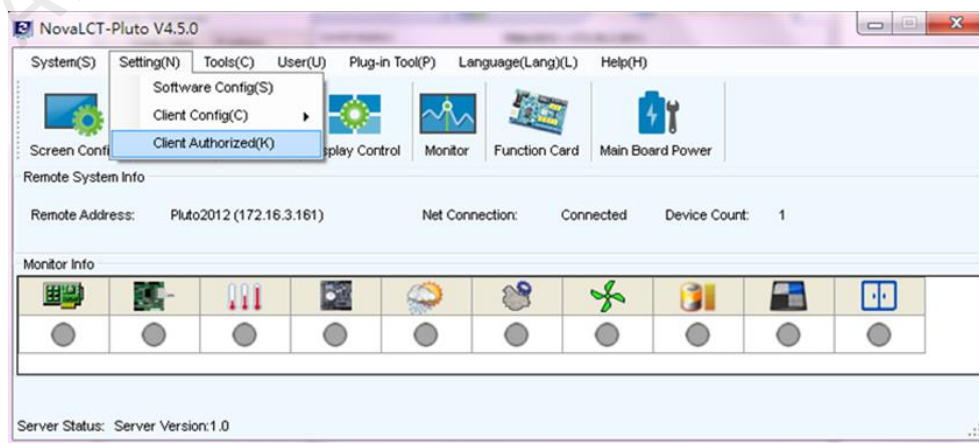 NovaLCT-Pluto V4.5.0
System(S) Setting(N) Tools(C) User(U) Plug-in Tool(P) Language(Lang)(L) Help(H)
Software Config(S)
Client Config(C)
Client Authorized(K)
Screen Confi splay Control Monitor Function Card Main Board Power
Remote System Info
Remote Address: Pluto2012 (172.16.3.161) Net Connection: Connected Device Count: 1
Monitor Info
Server Status: Server Version:1.0